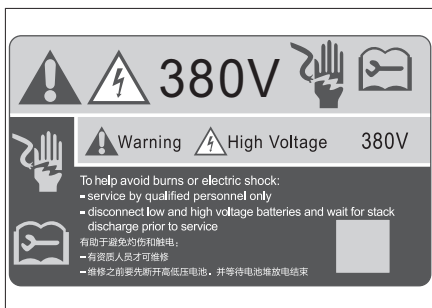 380V
Warning High Voltage 380V
To help avoid burns or electric shock:
- service by qualified personnel only
- disconnect low and high voltage batteries and wait for stack
discharge prior to service
有助于避免灼伤和触电:
- 有资质人员才可维修
- 维修之前要先断开高低压电池，并等待电池堆放电结束